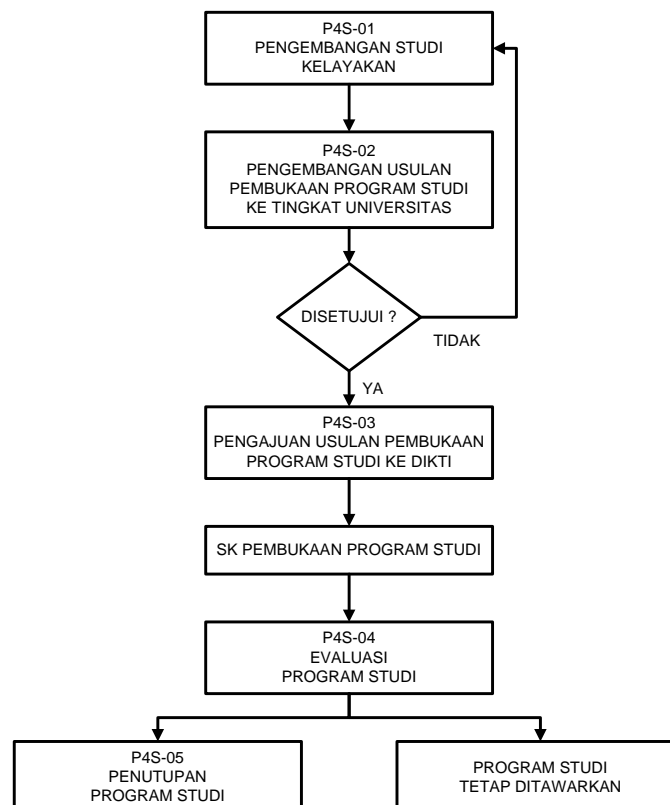 P4S-01
PENGEMBANGAN STUDI
KELAYAKAN
P4S-02
PENGEMBANGAN USULAN
PEMBUKAAN PROGRAM STUDI
KE TINGKAT UNIVERSITAS
DISETUJUI ?
TIDAK
YA
P4S-03
PENGAJUAN USULAN PEMBUKAAN
PROGRAM STUDI KE DIKTI
SK PEMBUKAAN PROGRAM STUDI
P4S-04
EVALUASI
PROGRAM STUDI
P4S-05
PENUTUPAN
PROGRAM STUDI
PROGRAM STUDI
TETAP DITAWARKAN